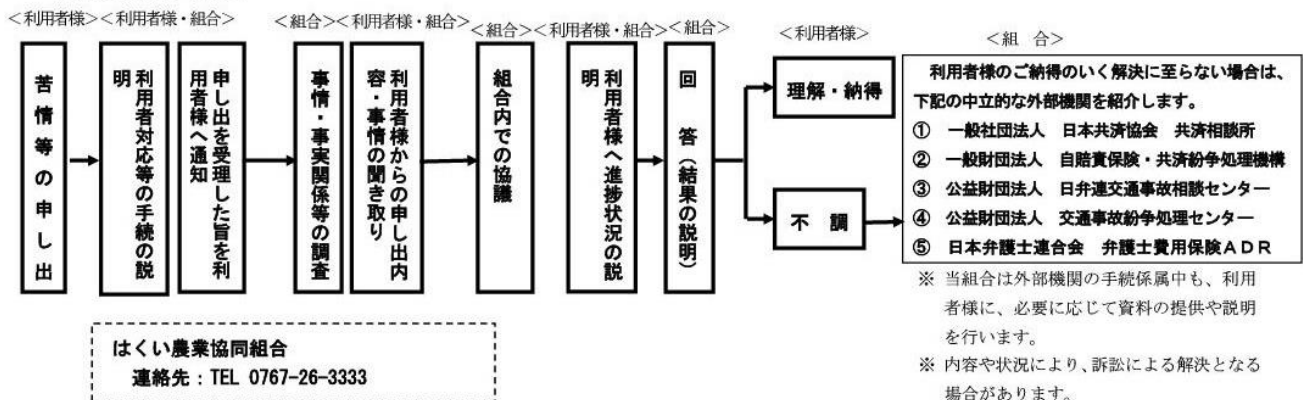 ＜利用者様＞＜利用者様・組合＞
＜組合＞＜利用者様・組合＞
＜組合＞＜利用者様・組合＞
＜組合＞
＜利用者様＞
＜組　合＞
苦情等の申し出
利用者対応等の手続の説
明
申し出を受理した旨を利
用者様へ通知
事情・事実関係等の調査
利用者様からの申し出内
容・事情の聞き取り
組合内での協議
利用者様へ進捗状況の説
明
回　答（結果の説明）
理解・納得
不　調
利用者様のご納得のいく解決に至らない場合は、
下記の中立的な外部機関を紹介します。
①　一般社団法人　日本共済協会　共済相談所
②　一般財団法人　自賠責保険・共済紛争処理機構
③　公益財団法人　日弁連交通事故相談センター
④　公益財団法人　交通事故紛争処理センター
⑤　日本弁護士連合会　弁護士費用保険ＡＤＲ
※ 当組合は外部機関の手続係属中も、利用
者様に、必要に応じて資料の提供や説明
を行います。
※ 内容や状況により、訴訟による解決となる
場合があります。
はくい農業協同組合
連絡先：TEL 0767-26-3333